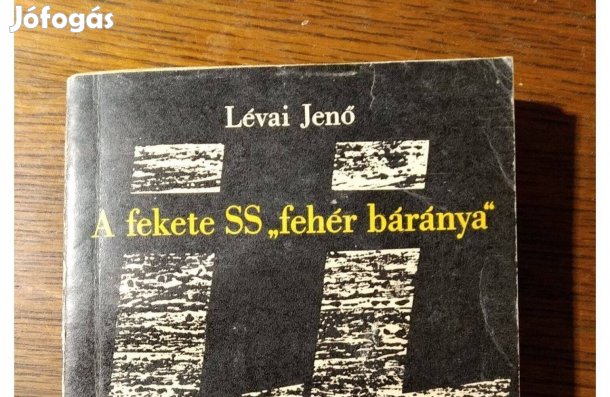 Jófogás
Lévai Jenő
A fekete SS „fehér báránya“